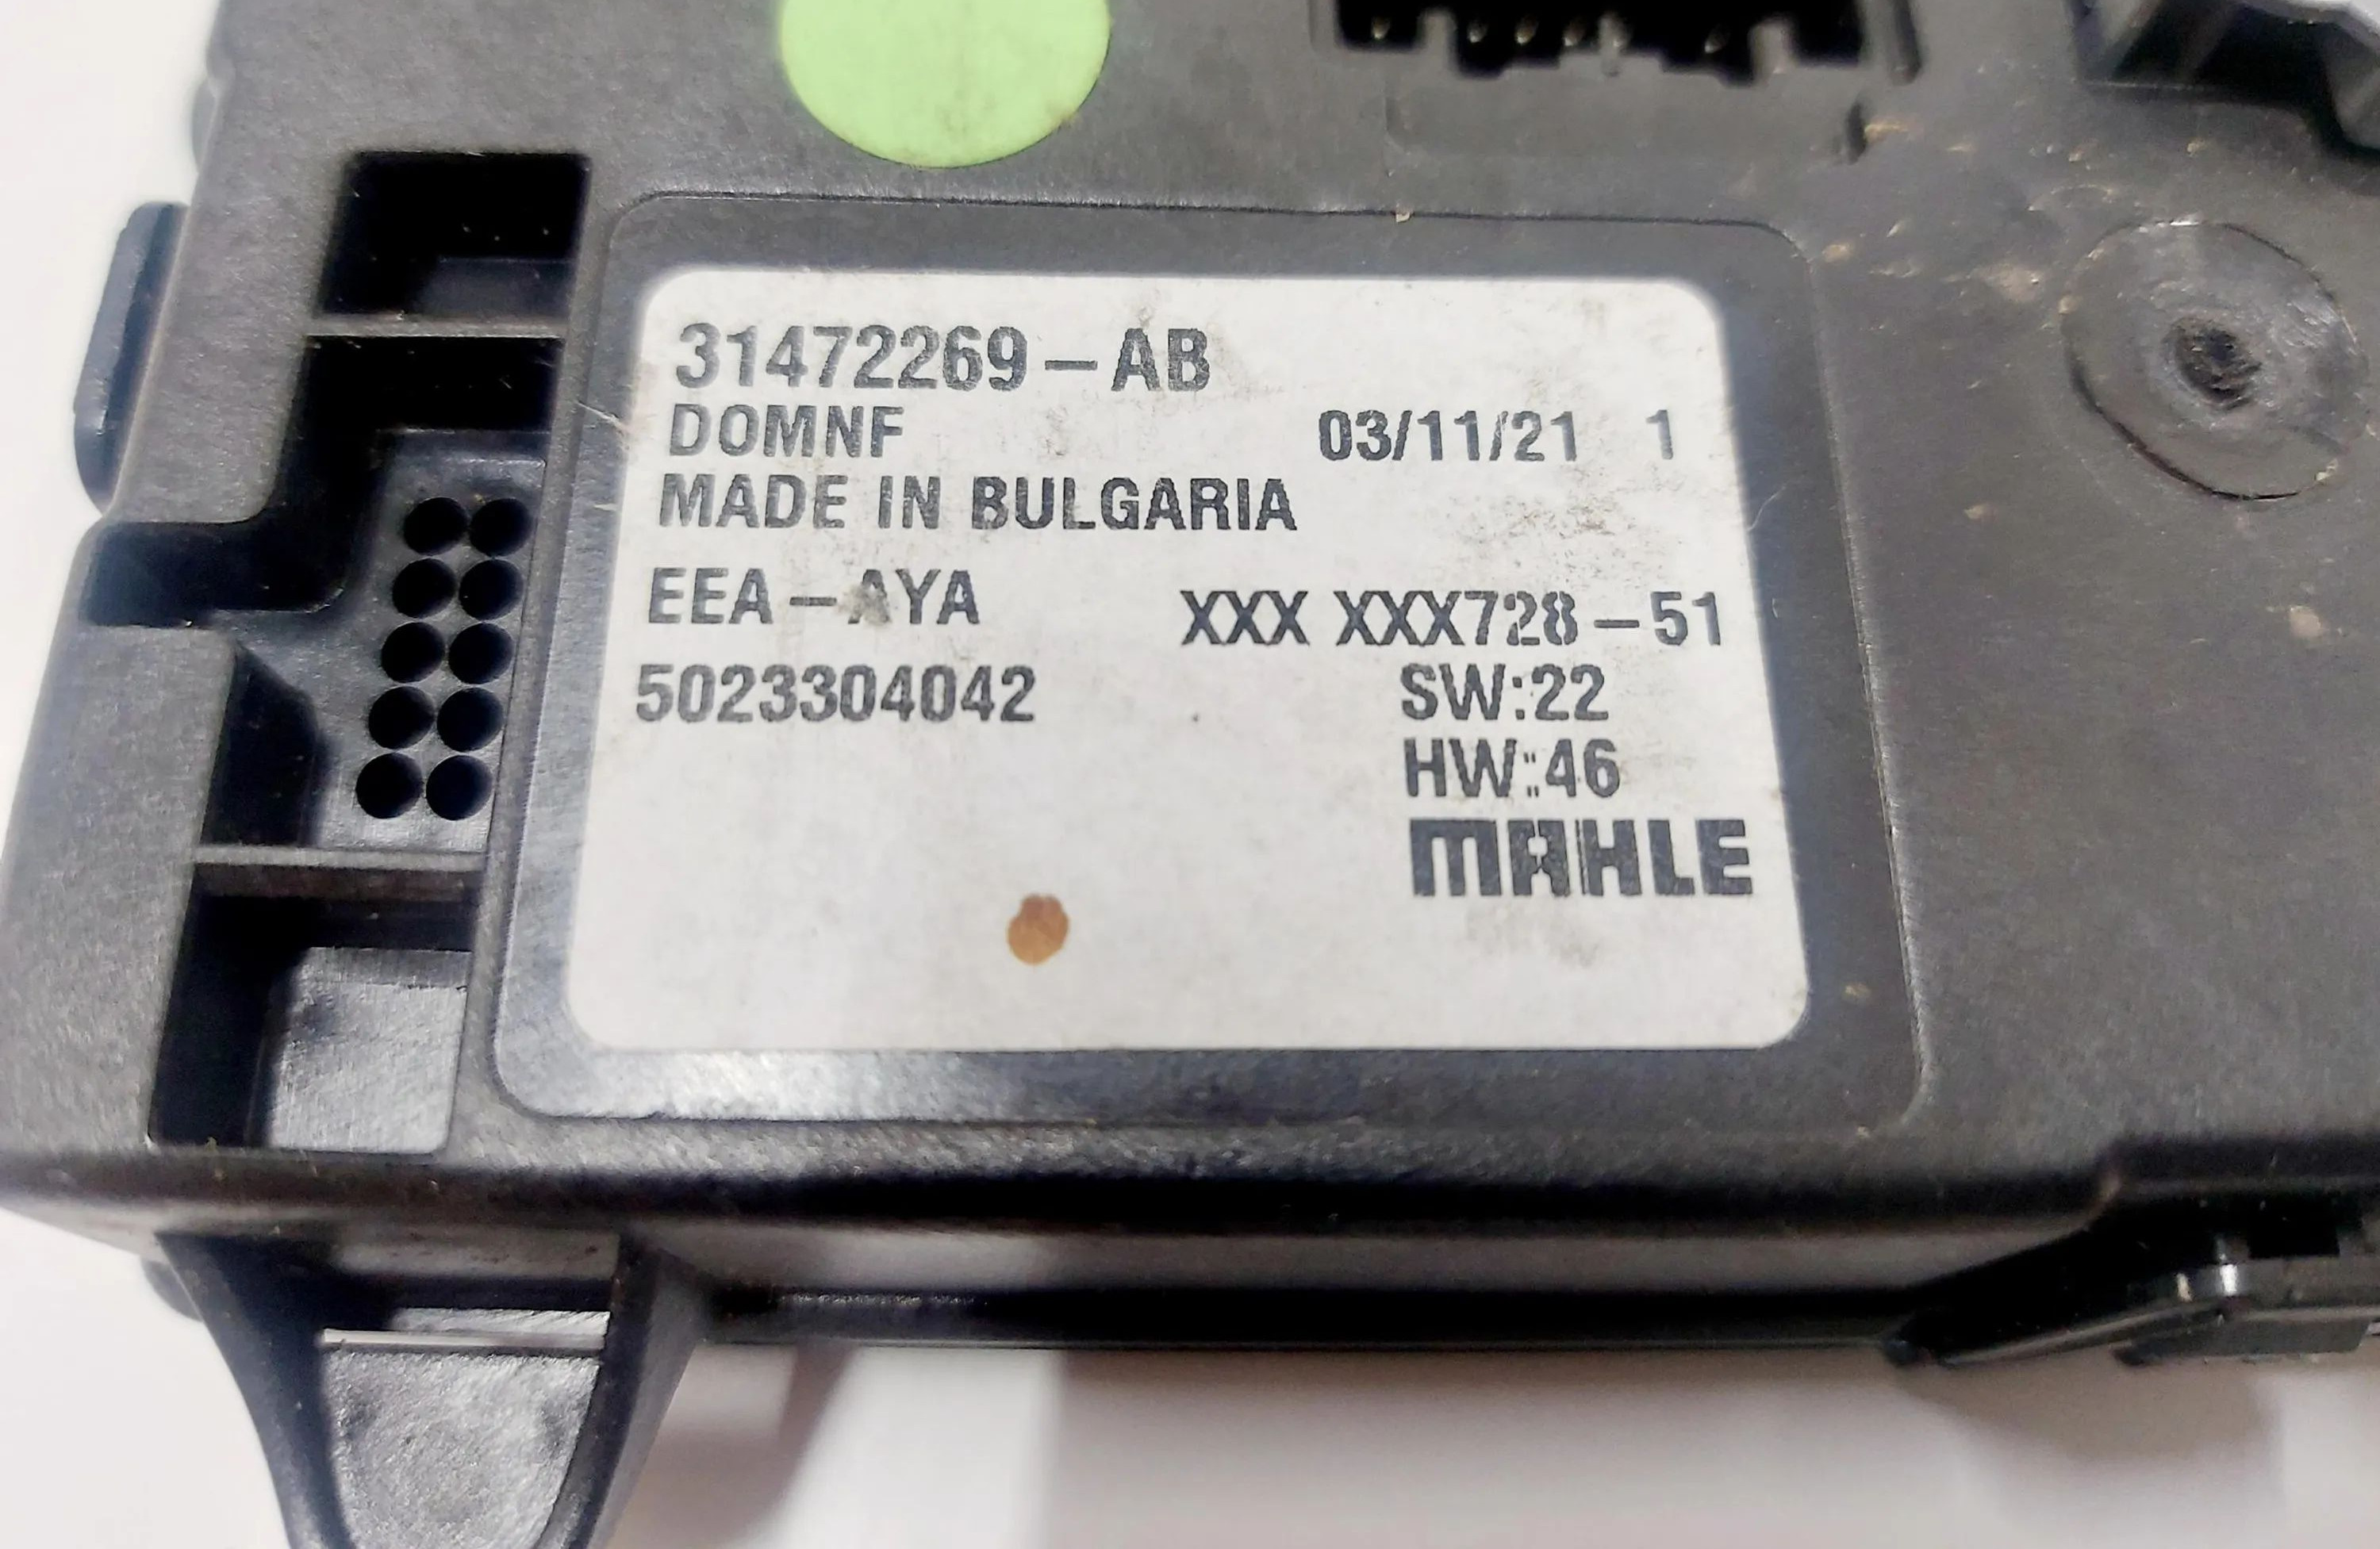 31472269-AB
DOMNF 03/11/21 1
MADE IN BULGARIA
EEA-AYA XXX XXX728-51
5023304042 SW:22
HW:46
MAHLE